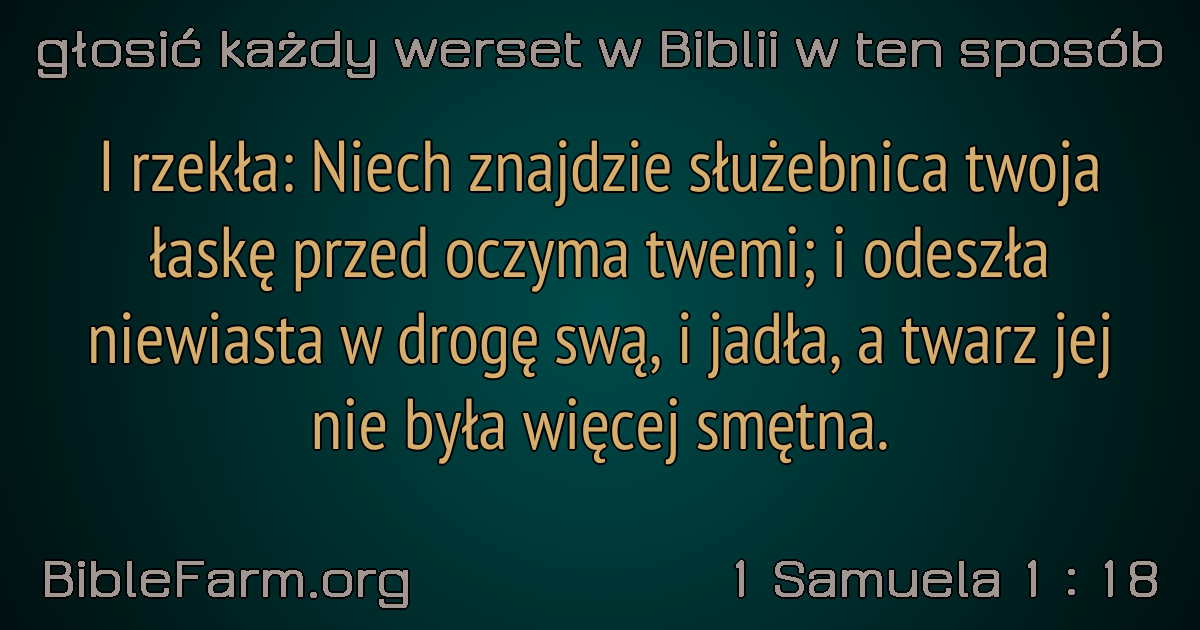 głosić każdy werset w Biblii w ten sposób
I rzekła: Niech znajdzie służebnica twoja
łaskę przed oczyma twemi; i odeszła
niewiasta w drogę swą, i jadła, a twarz jej
nie była więcej smętna.
BibleFarm.org
1 Samuela 1 : 18